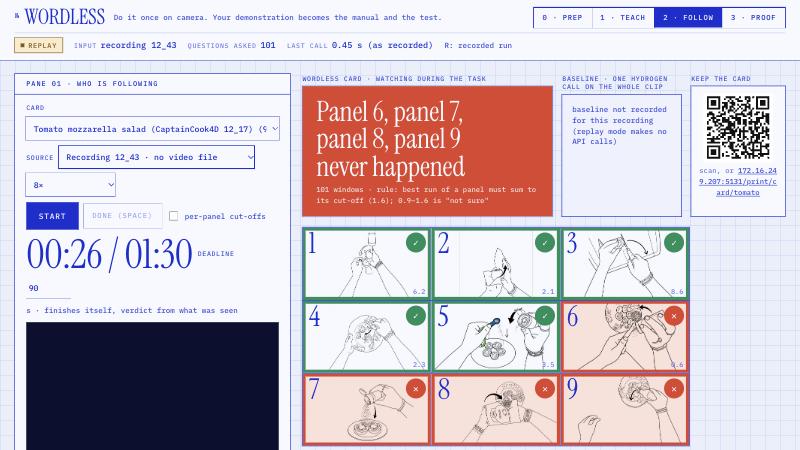 WORDLESS Do it once on camera. Your demonstration becomes the manual and the test.
0 · PREP 1 · TEACH 2 · FOLLOW 3 · PROOF
REPLAY INPUT recording 12_43 QUESTIONS ASKED 101 LAST CALL 0.45 s (as recorded) R: recorded run
PANE 01 · WHO IS FOLLOWING
CARD
Tomato mozzarella salad (CaptainCook4D 12_17) (9
SOURCE Recording 12_43 · no video file
8×
START DONE (SPACE) per-panel cut-offs
00:26 / 01:30 DEADLINE
90
s · finishes itself, verdict from what was seen
WORDLESS CARD · WATCHING DURING THE TASK
Panel 6, panel 7,
panel 8, panel 9
never happened
101 windows · rule: best run of a panel must sum to
its cut-off (1.6); 0.9–1.6 is "not sure"
BASELINE · ONE HYDROGEN
CALL ON THE WHOLE CLIP
baseline not recorded
for this recording
(replay mode makes no
API calls)
KEEP THE CARD
scan, or 172.16.24
9.207:5131/print/c
ard/tomato
1 6.2
2 2.1
3 8.6
4 2.3
5 3.5
6 0.6
7
8
9